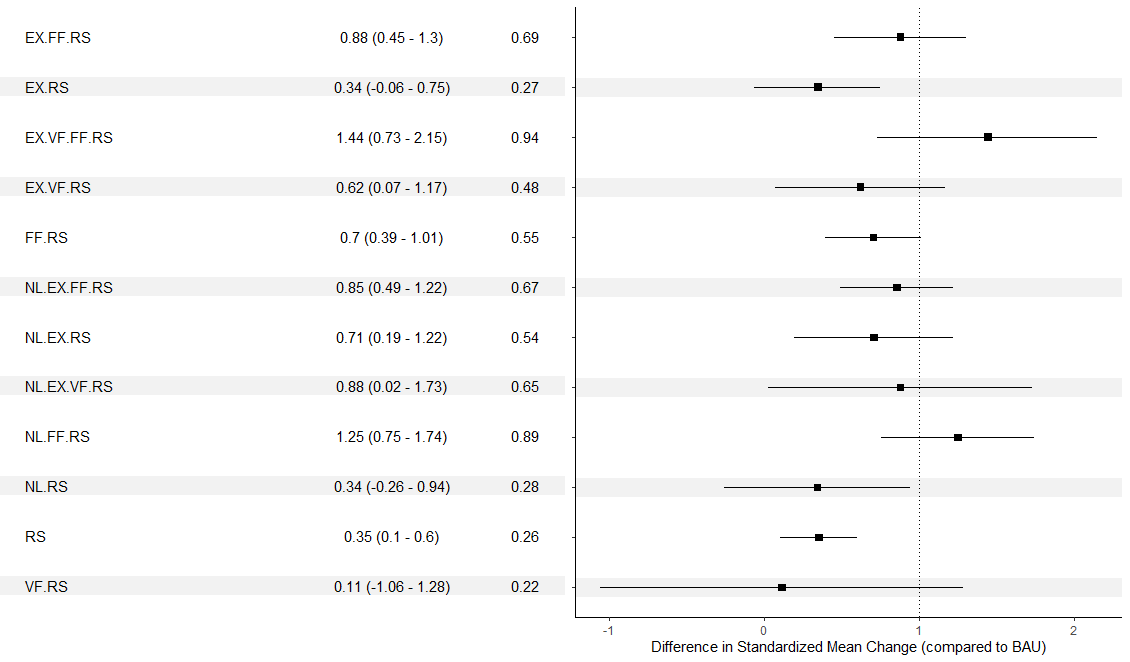 EX.FF.RS 0.88 (0.45 - 1.3) 0.69
EX.RS 0.34 (-0.06 - 0.75) 0.27
EX.VF.FF.RS 1.44 (0.73 - 2.15) 0.94
EX.VF.RS 0.62 (0.07 - 1.17) 0.48
FF.RS 0.7 (0.39 - 1.01) 0.55
NL.EX.FF.RS 0.85 (0.49 - 1.22) 0.67
NL.EX.RS 0.71 (0.19 - 1.22) 0.54
NL.EX.VF.RS 0.88 (0.02 - 1.73) 0.65
NL.FF.RS 1.25 (0.75 - 1.74) 0.89
NL.RS 0.34 (-0.26 - 0.94) 0.28
RS 0.35 (0.1 - 0.6) 0.26
VF.RS 0.11 (-1.06 - 1.28) 0.22
-1 0 1 2
Difference in Standardized Mean Change (compared to BAU)